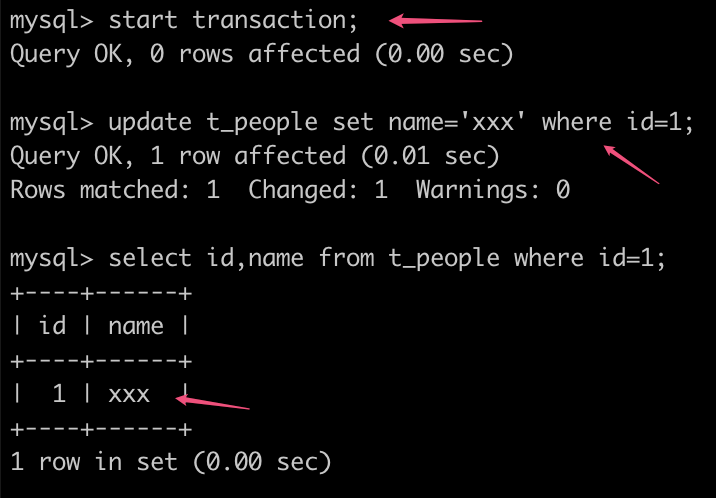 mysql> start transaction;
Query OK, 0 rows affected (0.00 sec)
mysql> update t_people set name='xxx' where id=1;
Query OK, 1 row affected (0.01 sec)
Rows matched: 1  Changed: 1  Warnings: 0
mysql> select id,name from t_people where id=1;
+----+------+
| id | name |
+----+------+
|  1 | xxx  |
+----+------+
1 row in set (0.00 sec)